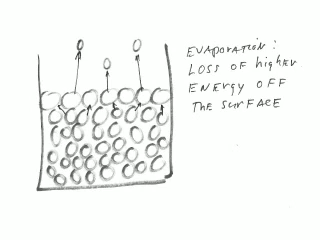 EVAPORATION:
LOSS OF higher
ENERGY OFF
THE SURFACE